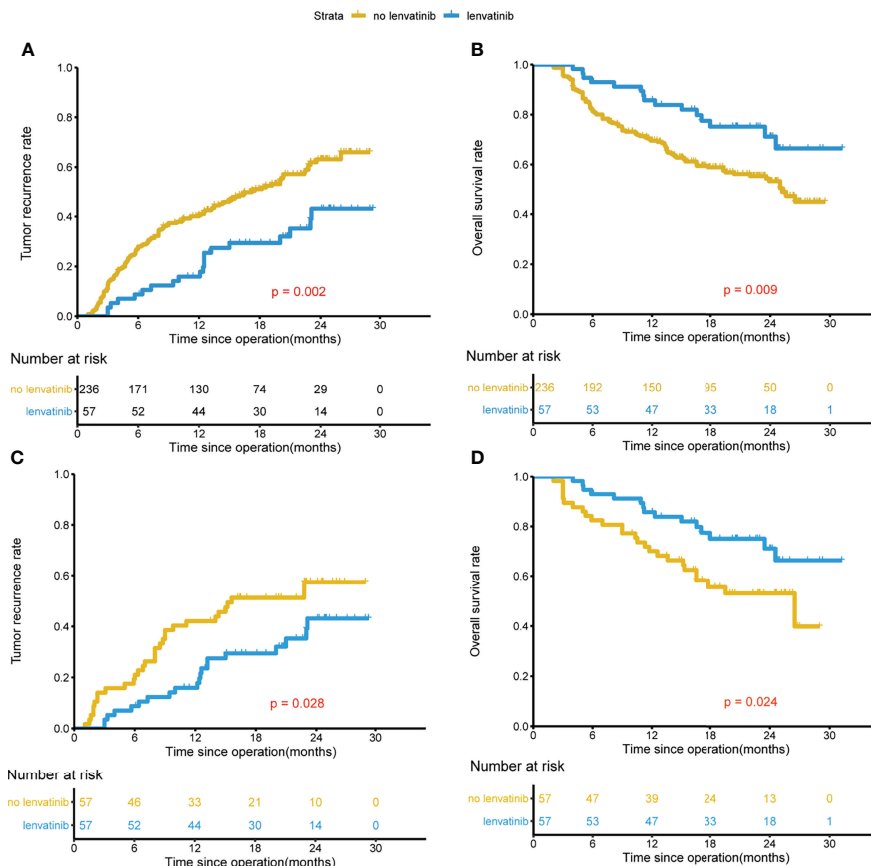 Strata no lenvatinib lenvatinib
A
1.0
0.8
0.6
0.4
0.2
0.0
Tumor recurrence rate
p = 0.002
0 6 12 18 24 30
Time since operation(months)
Number at risk
no lenvatinib 236 171 130 74 29 0
lenvatinib 57 52 44 30 14 0
0 6 12 18 24 30
Time since operation(months)
B
1.0
0.8
0.6
0.4
0.2
0.0
Overall survival rate
p = 0.009
0 6 12 18 24 30
Time since operation(months)
Number at risk
no lenvatinib 236 192 150 95 50 0
lenvatinib 57 53 47 33 18 1
0 6 12 18 24 30
Time since operation(months)
C
1.0
0.8
0.6
0.4
0.2
0.0
Tumor recurrence rate
p = 0.028
0 6 12 18 24 30
Time since operation(months)
Number at risk
no lenvatinib 57 46 33 21 10 0
lenvatinib 57 52 44 30 14 0
0 6 12 18 24 30
Time since operation(months)
D
1.0
0.8
0.6
0.4
0.2
0.0
Overall survival rate
p = 0.024
0 6 12 18 24 30
Time since operation(months)
Number at risk
no lenvatinib 57 47 39 24 13 0
lenvatinib 57 53 47 33 18 1
0 6 12 18 24 30
Time since operation(months)